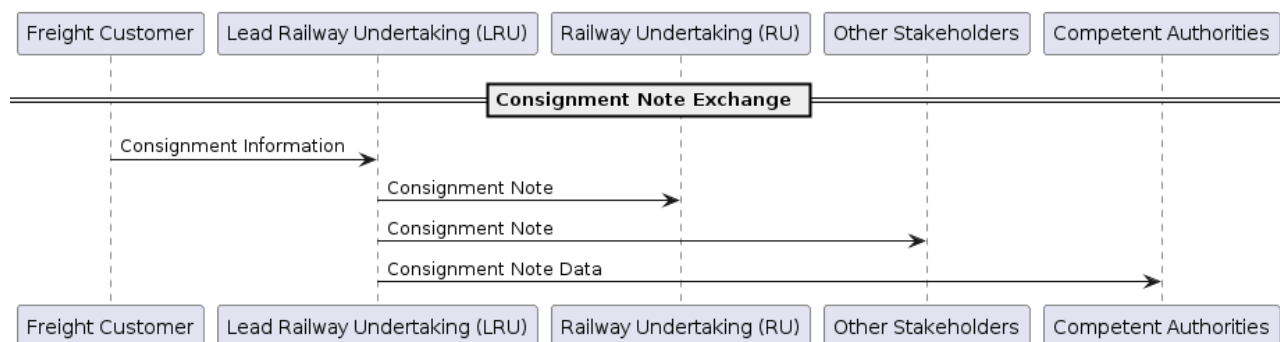 Freight Customer
Lead Railway Undertaking (LRU)
Railway Undertaking (RU)
Other Stakeholders
Competent Authorities
Consignment Note Exchange
Consignment Information
Consignment Note
Consignment Note
Consignment Note Data
Freight Customer
Lead Railway Undertaking (LRU)
Railway Undertaking (RU)
Other Stakeholders
Competent Authorities